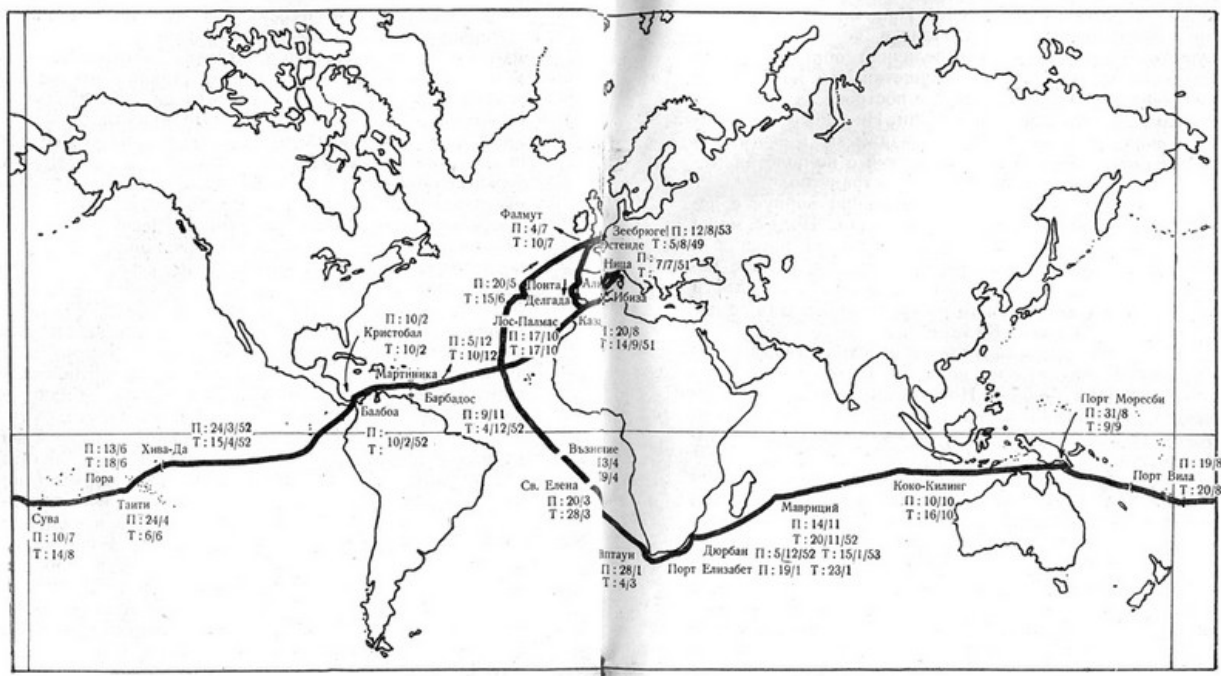 Фалмут
П : 4/7
Т : 10/7
Зеебрюге П : 12/8/53
Остенде Т : 5/8/49
Ница П :
7/7/51
Т :
П : 20/5
Т : 15/6
Понта
Делгада
Ибиза
Лос-Палмас
П : 17/10
Т : 17/10
20/8
Т : 14/9/51
П : 10/2
Кристобал
Т : 10/2
П : 5/12
Т : 10/12
Мартиника
Барбадос
Балбоа
П :
10/2/52
Т :
П : 9/11
Т : 4/12/52
П : 24/3/52
Т : 15/4/52
П : 13/6
Т : 18/6
Хива-Да
Пора
Таити
П : 24/4
Т : 6/6
Сува
П : 10/7
Т : 14/8
Възнесение
Св. Елена
П : 20/3
Т : 28/3
П : 28/1
Т : 4/3
Дюрбан П : 5/12/52 Т : 15/1/53
Порт Елизабет П : 19/1 Т : 23/1
Мавриций
П : 14/11
Т : 20/11/52
Коко-Килинг
П : 10/10
Т : 16/10
Порт Моресби
П : 31/8
Т : 9/9
Порт Вила
П : 19/8
Т : 20/8